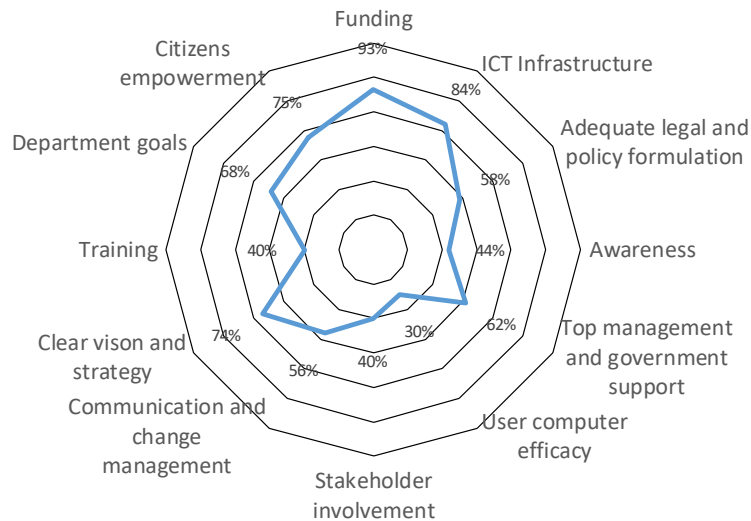 Funding
93%
Citizens
empowerment
ICT Infrastructure
84%
75%
Adequate legal and
policy formulation
Department goals
68%
58%
Training
40%
44%
Awareness
62%
Top management
and government
support
30%
74%
Clear vison and
strategy
40%
56%
Communication and
change
management
User computer
efficacy
Stakeholder
involvement